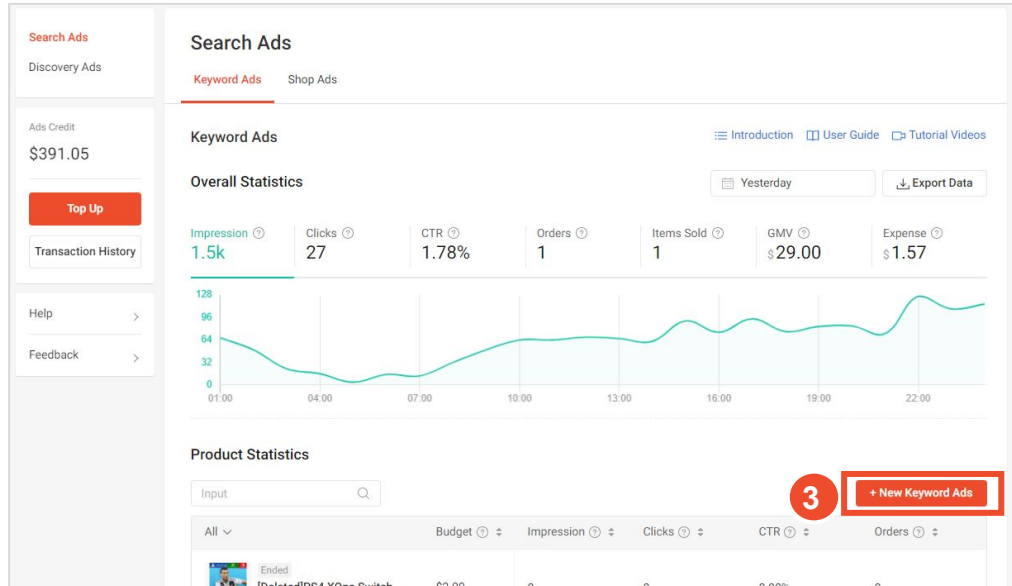 Search Ads
Discovery Ads
Ads Credit
$391.05
Top Up
Transaction History
Help
Feedback
Search Ads
Keyword Ads Shop Ads
Keyword Ads Introduction User Guide Tutorial Videos
Overall Statistics Yesterday Export Data
Impression Clicks CTR Orders Items Sold GMV Expense
1.5k 27 1.78% 1 1 $29.00 $1.57
128
96
64
32
0
01:00 04:00 07:00 10:00 13:00 16:00 19:00 22:00
Product Statistics
Input 3 + New Keyword Ads
All Budget Impression Clicks CTR Orders
Ended
[Deleted]PS4 XOne Switch